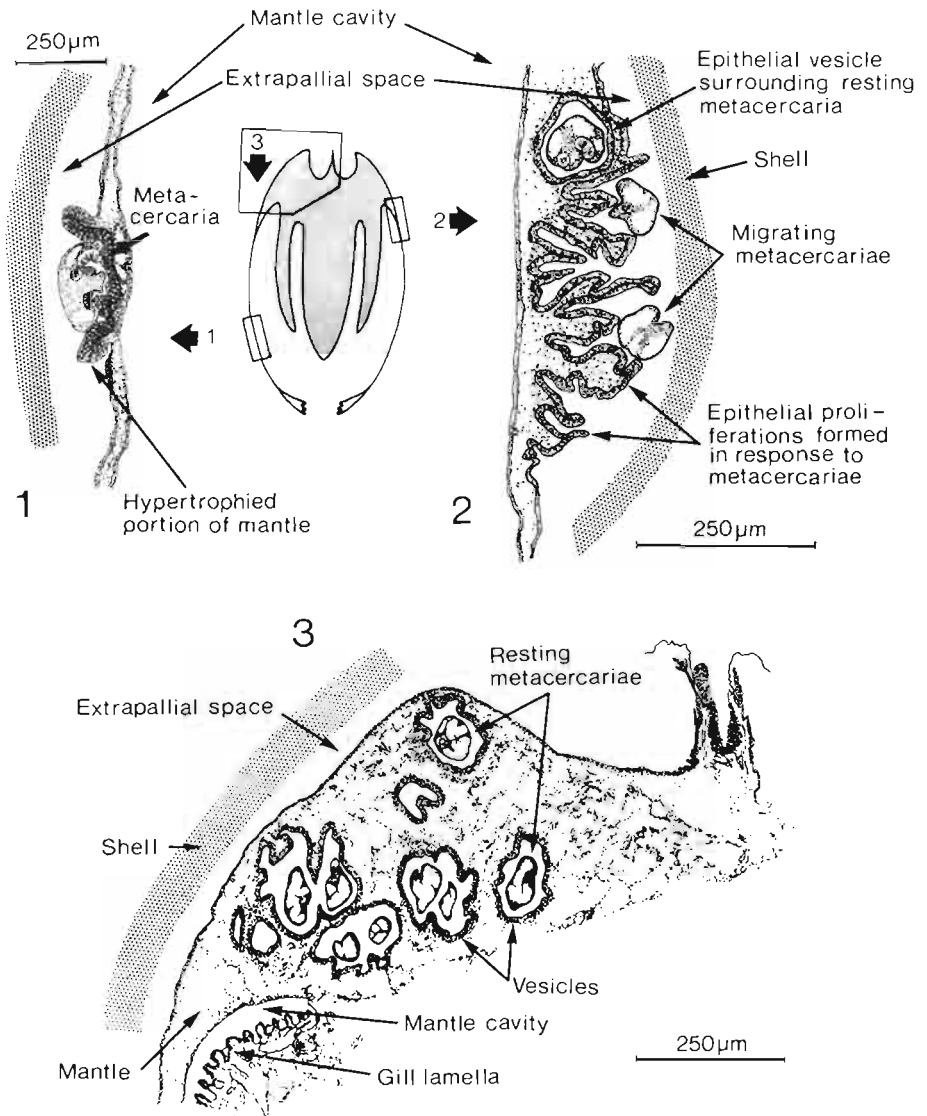 Mantle cavity
250µm
Extrapallial space
Epithelial vesicle
surrounding resting
metacercaria
3
Shell
Meta-
cercaria
2
Migrating
metacercariae
1
Epithelial proli-
ferations formed
in response to
metacercariae
1
Hypertrophied
portion of mantle
2
250µm
3
Resting
metacercariae
Extrapallial space
Shell
Vesicles
Mantle cavity
Mantle
Gill lamella
250µm